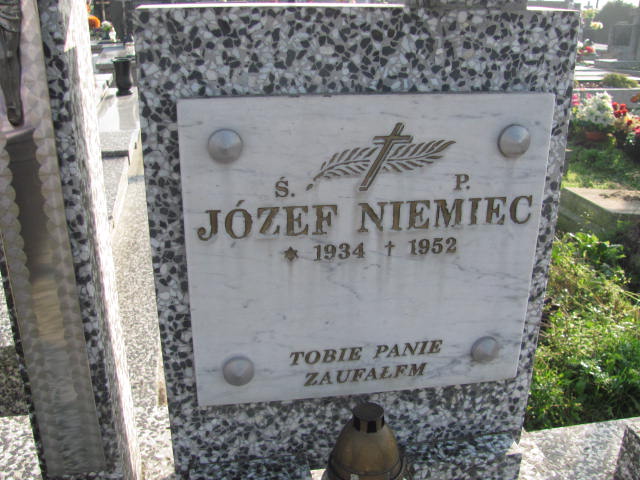 Ś. P.
JÓZEF NIEMIEC
* 1934 † 1952
TOBIE PANIE
ZAUFAŁEM